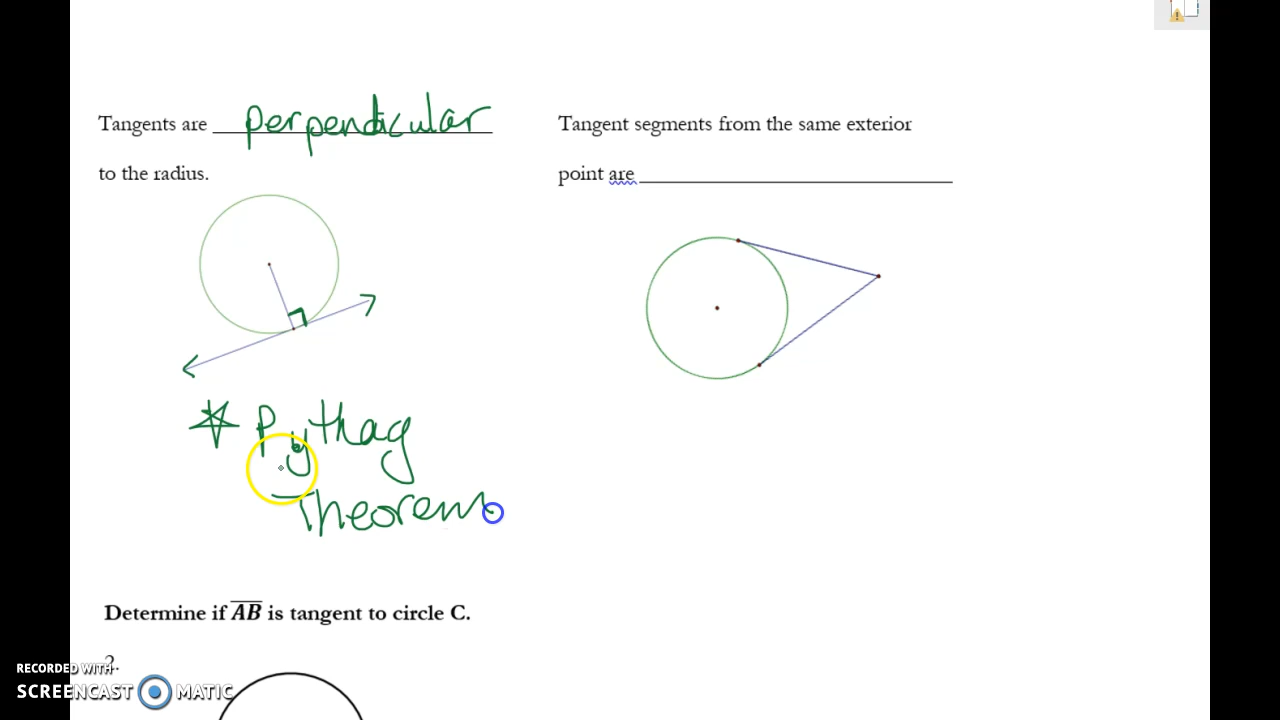 Tangents are perpendicular
to the radius.
Tangent segments from the same exterior
point are
* Pythag
Theorem
Determine if AB is tangent to circle C.
2.
RECORDED WITH
SCREENCAST MATIC